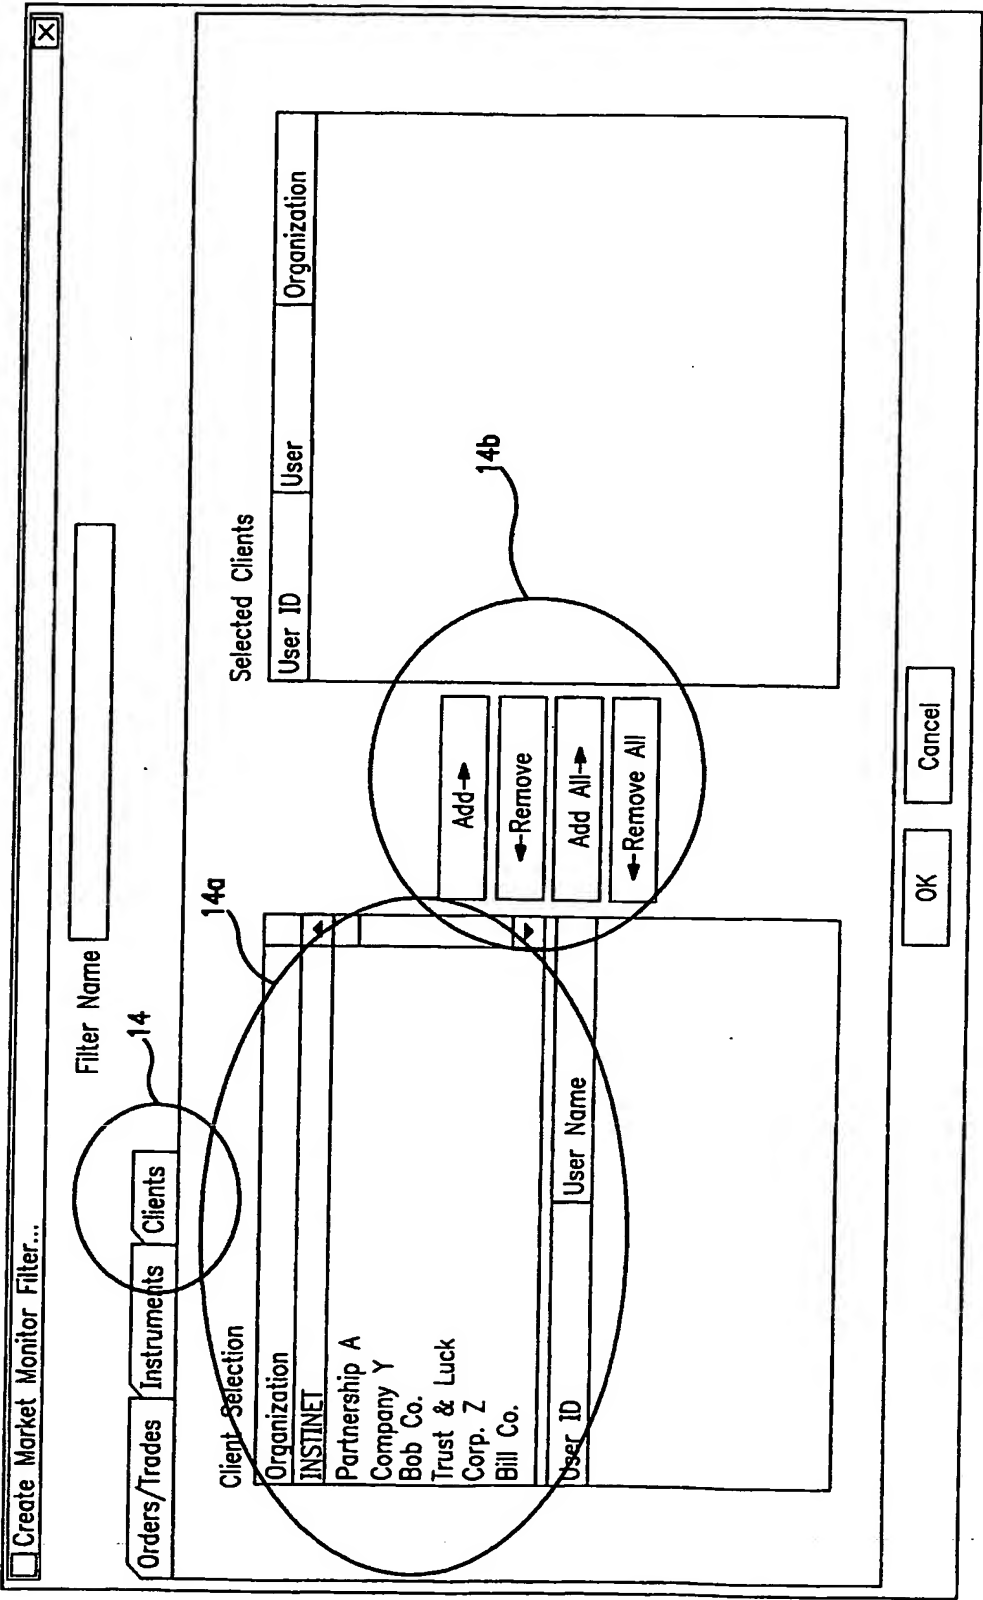 Create Market Monitor Filter...
Filter Name
Orders/Trades Instruments Clients
14
Client Selection
14a
Organization
INSTINET
Partnership A
Company Y
Bob Co.
Trust & Luck
Corp. Z
Bill Co.
User ID User Name
Add
Remove
Add All
Remove All
14b
Selected Clients
User ID User Organization
OK Cancel